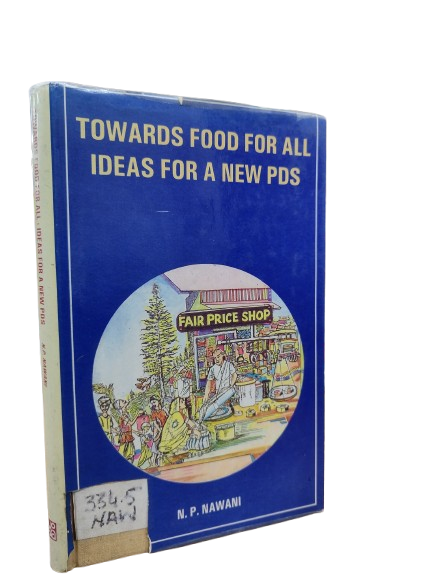 TOWARDS FOOD FOR ALL
IDEAS FOR A NEW PDS
FAIR PRICE SHOP
N. P. NAWANI
334.5
NAW
TOWARDS FOOD FOR ALL: IDEAS FOR A NEW PDS
N. P. NAWANI